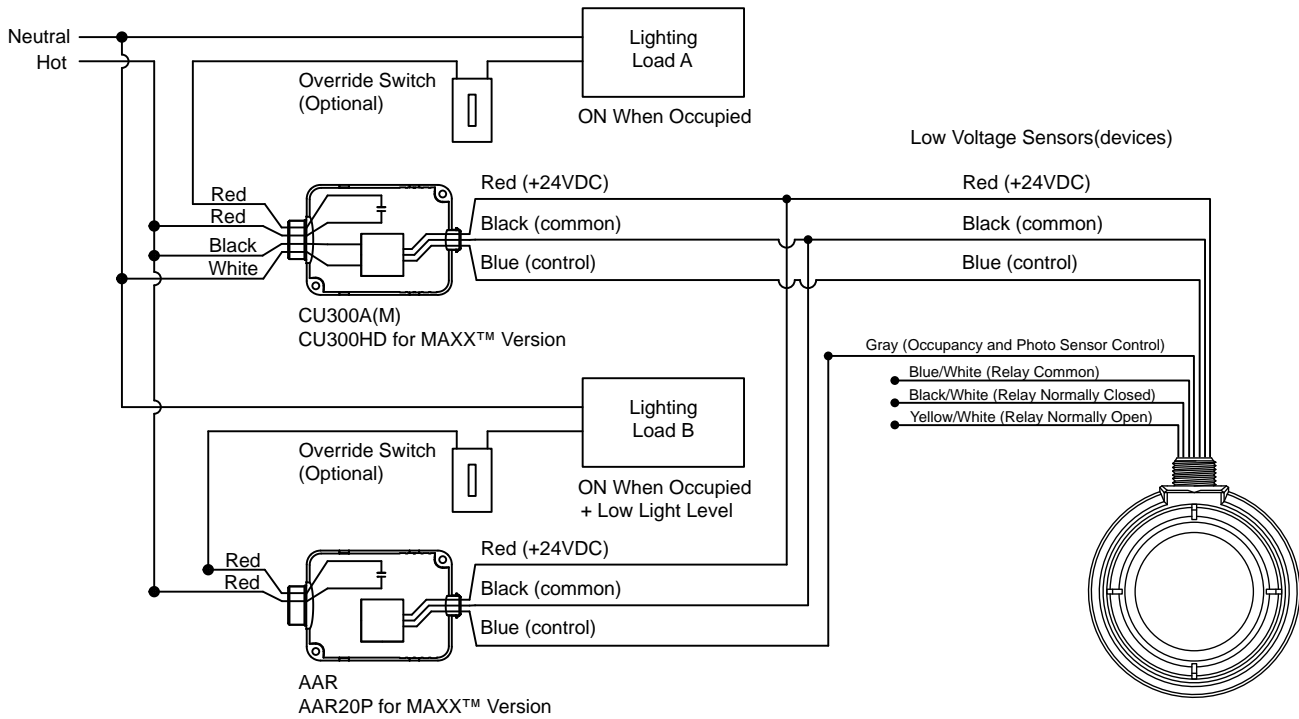 Neutral
Hot
Lighting
Load A
Override Switch
(Optional)
ON When Occupied
Low Voltage Sensors(devices)
Red
Red
Black
White
Red (+24VDC)
Black (common)
Blue (control)
Red (+24VDC)
Black (common)
Blue (control)
CU300A(M)
CU300HD for MAXX™ Version
Gray (Occupancy and Photo Sensor Control)
Blue/White (Relay Common)
Black/White (Relay Normally Closed)
Yellow/White (Relay Normally Open)
Lighting
Load B
Override Switch
(Optional)
ON When Occupied
+ Low Light Level
Red
Red
Red (+24VDC)
Black (common)
Blue (control)
AAR
AAR20P for MAXX™ Version